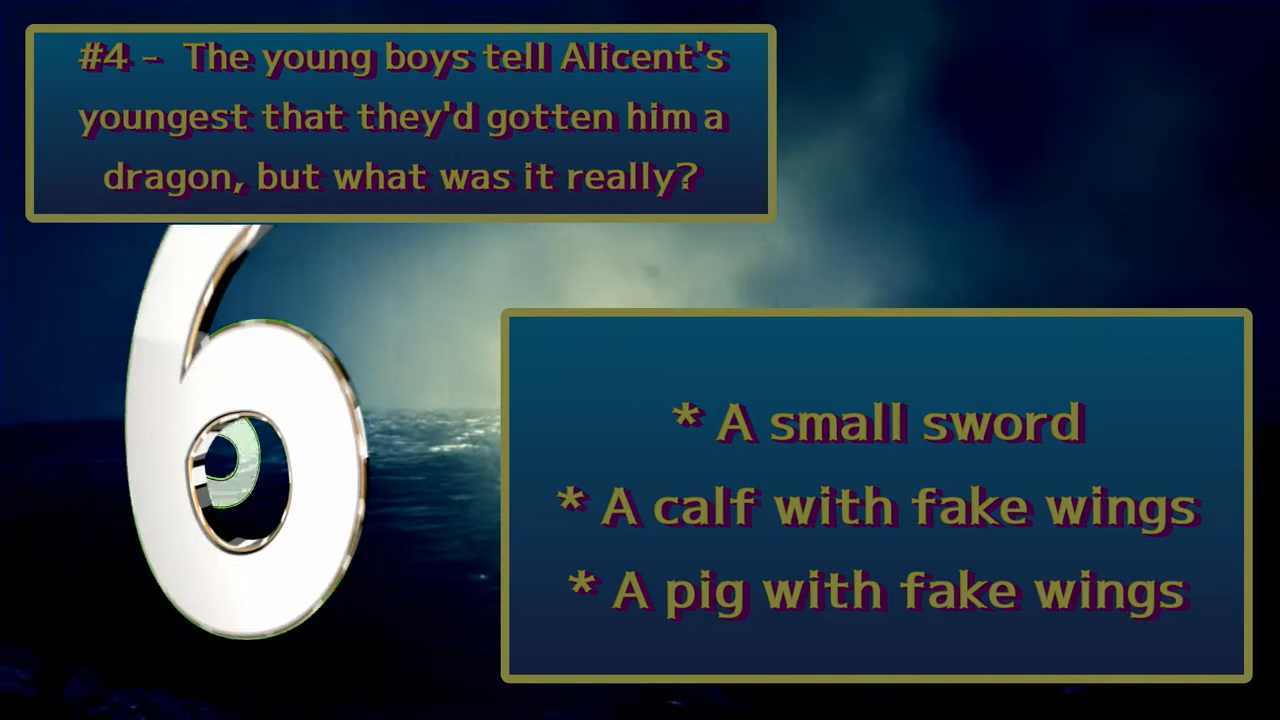 #4 - The young boys tell Alicent's
youngest that they'd gotten him a
dragon, but what was it really?
6
* A small sword
* A calf with fake wings
* A pig with fake wings